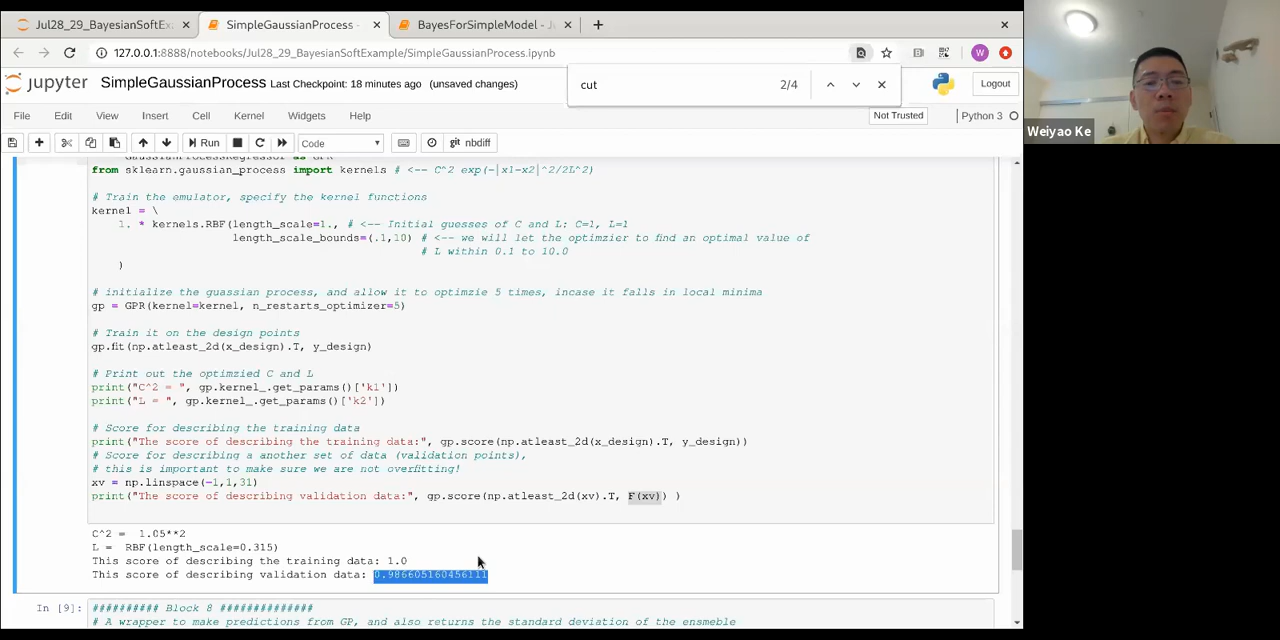 Jul28_29_BayesianSoftExa
SimpleGaussianProcess -
BayesForSimpleModel - J
127.0.0.1:8888/notebooks/Jul28_29_BayesianSoftExample/SimpleGaussianProcess.ipynb
W
jupyter SimpleGaussianProcess Last Checkpoint: 18 minutes ago (unsaved changes)
cut 2/4
Logout
File Edit View Insert Cell Kernel Widgets Help
Not Trusted
Python 3
Run
Code
git nbdiff
GaussianProcessRegressor as GPR
from sklearn.gaussian_process import kernels # <-- C^2 exp(-|x1-x2|^2/2L^2)
# Train the emulator, specify the kernel functions
kernel = \
1. * kernels.RBF(length_scale=1., # <-- Initial guesses of C and L: C=1, L=1
length_scale_bounds=(.1,10) # <-- we will let the optimzier to find an optimal value of
# L within 0.1 to 10.0
)
# initialize the guassian process, and allow it to optimzie 5 times, incase it falls in local minima
gp = GPR(kernel=kernel, n_restarts_optimizer=5)
# Train it on the design points
gp.fit(np.atleast_2d(x_design).T, y_design)
# Print out the optimzied C and L
print("C^2 = ", gp.kernel_.get_params()['k1'])
print("L = ", gp.kernel_.get_params()['k2'])
# Score for describing the training data
print("The score of describing the training data:", gp.score(np.atleast_2d(x_design).T, y_design))
# Score for describing a another set of data (validation points),
# this is important to make sure we are not overfitting!
xv = np.linspace(-1,1,31)
print("The score of describing validation data:", gp.score(np.atleast_2d(xv).T, F(xv)) )
C^2 = 1.05**2
L = RBF(length_scale=0.315)
This score of describing the training data: 1.0
This score of describing validation data: 0.986605160456111
In [9]: ########## Block 8 ##############
# A wrapper to make predictions from GP, and also returns the standard deviation of the ensmeble
Weiyao Ke